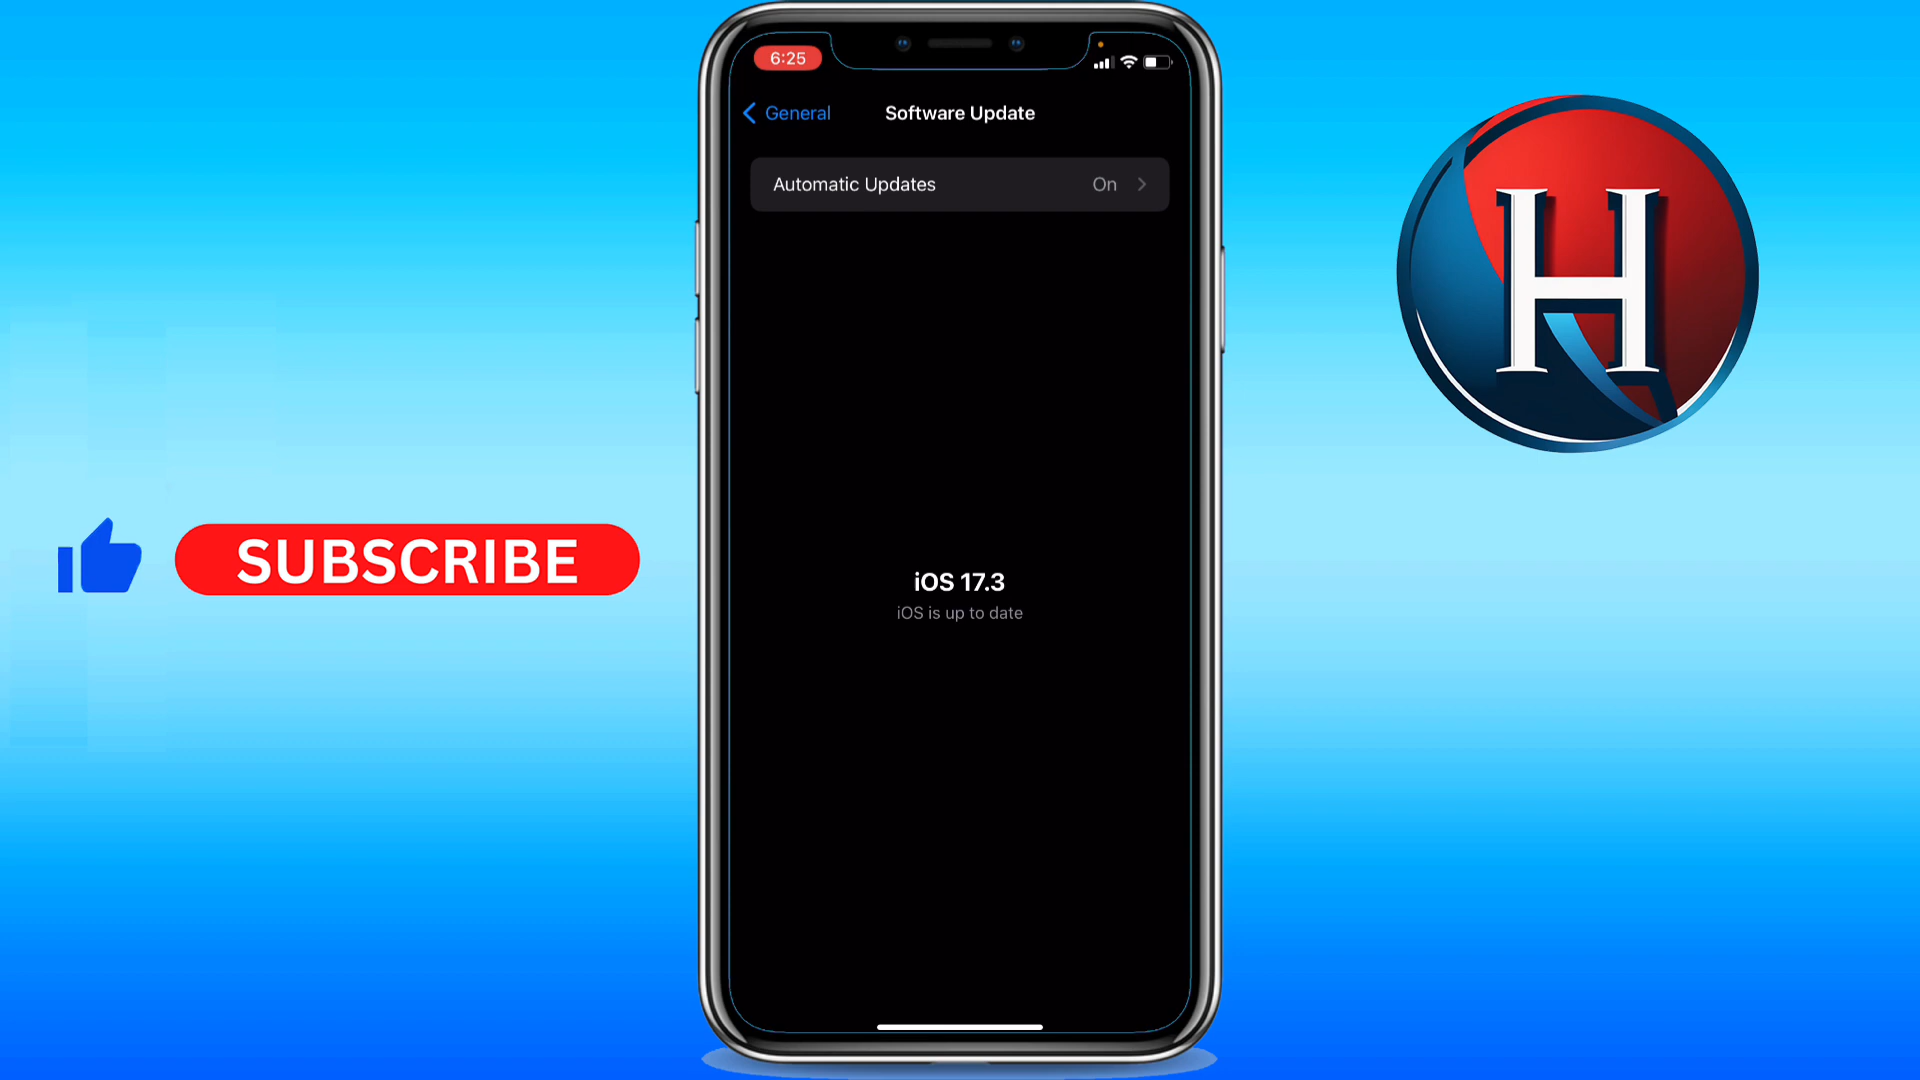 6:25
General
Software Update
Automatic Updates
On
H
SUBSCRIBE
iOS 17.3
iOS is up to date